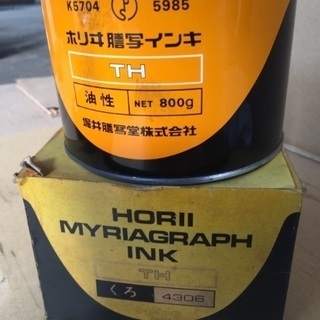 K5704 5985
ホリヰ謄写インキ
TH
油性 NET 800g
堀井謄写堂株式会社
HORII
MYRIAGRAPH
INK
TH
くろ 4306